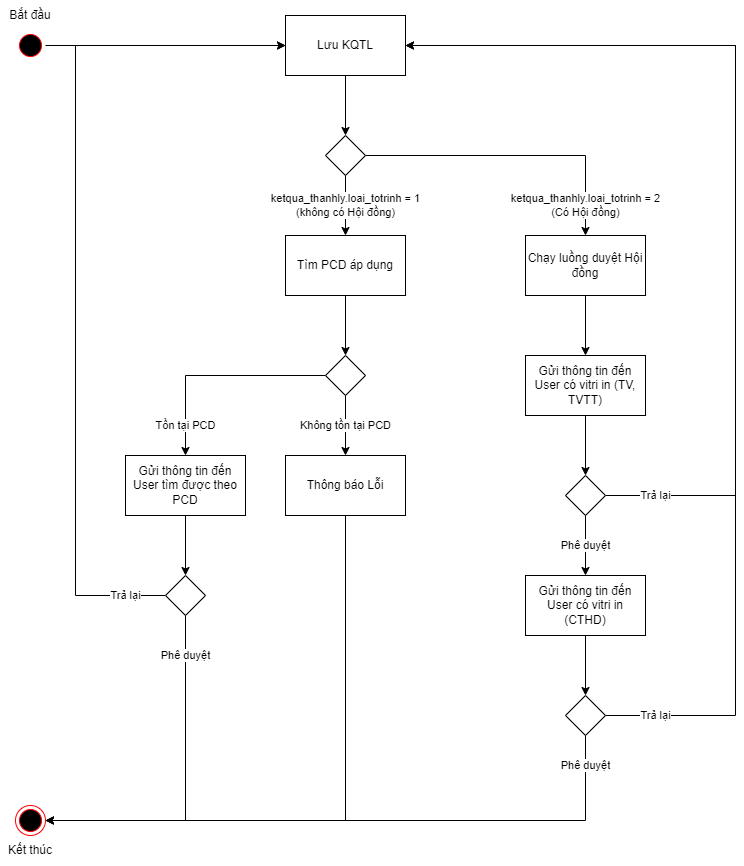 Bắt đầu
Lưu KQTL
ketqua_thanhly.loai_totrinh = 1
(không có Hội đồng)
ketqua_thanhly.loai_totrinh = 2
(Có Hội đồng)
Tìm PCD áp dụng
Chạy luồng duyệt Hội
đồng
Gửi thông tin đến
User có vitri in (TV,
TVTT)
Tồn tại PCD
Không tồn tại PCD
Gửi thông tin đến
User tìm được theo
PCD
Thông báo Lỗi
Trả lại
Phê duyệt
Gửi thông tin đến
User có vitri in
(CTHD)
Trả lại
Phê duyệt
Trả lại
Phê duyệt
Kết thúc